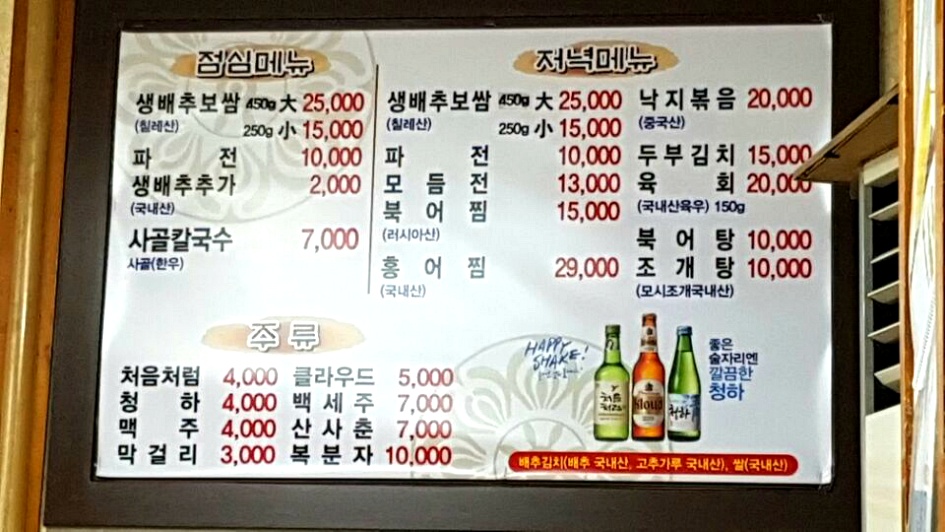 점심메뉴
생배추보쌈 450g 大 25,000
(칠레산) 250g 小 15,000
파 전 10,000
생배추추가 2,000
(국내산)
사골칼국수 7,000
사골(한우)
저녁메뉴
생배추보쌈 450g 大 25,000
(칠레산) 250g 小 15,000
파 전 10,000
모 듬 전 13,000
북 어 찜 15,000
(러시아산)
홍 어 찜 29,000
(국내산)
낙지볶음 20,000
(중국산)
두부김치 15,000
육 회 20,000
(국내산육우) 150g
북 어 탕 10,000
조 개 탕 10,000
(모시조개국내산)
주 류
처음처럼 4,000
청 하 4,000
맥 주 4,000
막 걸 리 3,000
클라우드 5,000
백 세 주 7,000
산 사 춘 7,000
복 분 자 10,000
HAPPY
SHAKE!
처음
처럼
Kloud
청하
좋은
술자리엔
깔끔한
청하
배추김치(배추 국내산, 고추가루 국내산), 쌀(국내산)